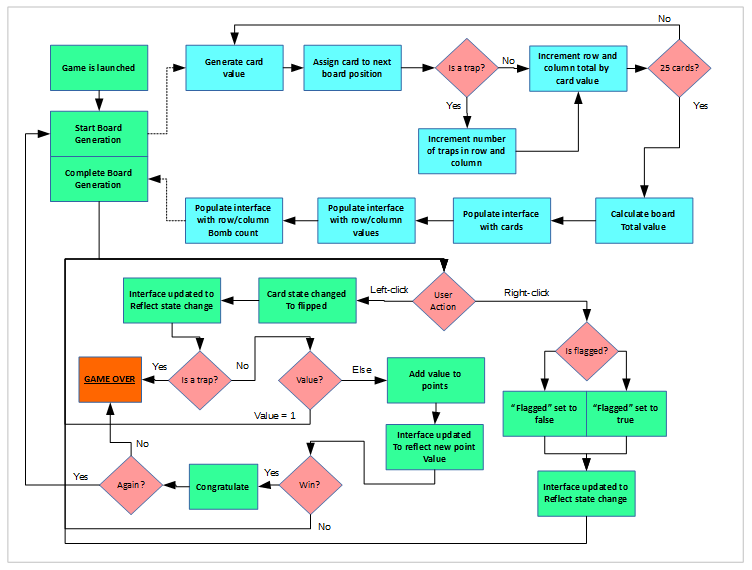 No
Game is launched
Generate card
value
Assign card to next
board position
Is a trap?
No
Increment row and
column total by
card value
25 cards?
Yes
Yes
Start Board
Generation
Increment number
of traps in row and
column
Complete Board
Generation
Populate interface
with row/column
Bomb count
Populate interface
with row/column
values
Populate interface
with cards
Calculate board
Total value
Interface updated to
Reflect state change
Card state changed
To flipped
Left-click
User
Action
Right-click
Is flagged?
GAME OVER
Yes
Is a trap?
No
Value?
Else
Add value to
points
"Flagged" set to
false
"Flagged" set to
true
Value = 1
Interface updated
To reflect new point
Value
No
Yes
Again?
Congratulate
Yes
Win?
No
Interface updated to
Reflect state change